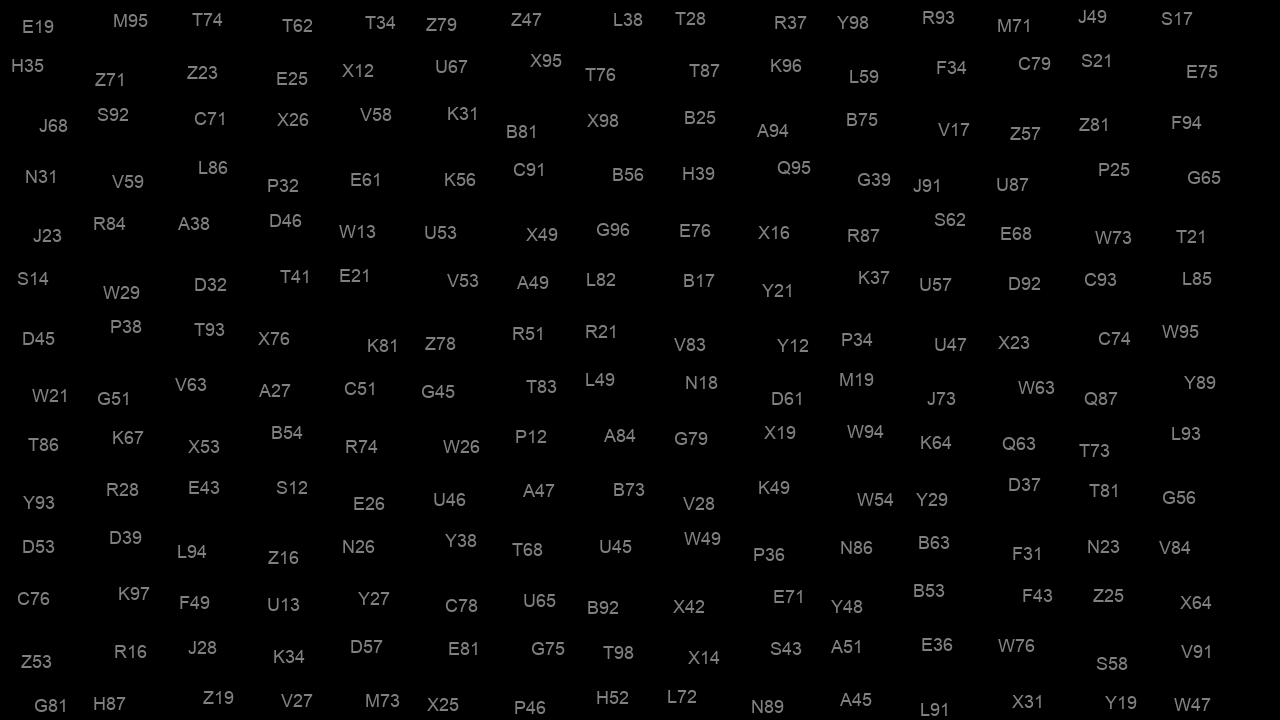 E19 M95 T74 T62 T34 Z79 Z47 L38 T28 R37 Y98 R93 M71 J49 S17
H35 Z71 Z23 E25 X12 U67 X95 T76 T87 K96 L59 F34 C79 S21 E75
J68 S92 C71 X26 V58 K31 B81 X98 B25 A94 B75 V17 Z57 Z81 F94
N31 V59 L86 P32 E61 K56 C91 B56 H39 Q95 G39 J91 U87 P25 G65
J23 R84 A38 D46 W13 U53 X49 G96 E76 X16 R87 S62 E68 W73 T21
S14 W29 D32 T41 E21 V53 A49 L82 B17 Y21 K37 U57 D92 C93 L85
D45 P38 T93 X76 K81 Z78 R51 R21 V83 Y12 P34 U47 X23 C74 W95
W21 G51 V63 A27 C51 G45 T83 L49 N18 D61 M19 J73 W63 Q87 Y89
T86 K67 X53 B54 R74 W26 P12 A84 G79 X19 W94 K64 Q63 T73 L93
Y93 R28 E43 S12 E26 U46 A47 B73 V28 K49 W54 Y29 D37 T81 G56
D53 D39 L94 Z16 N26 Y38 T68 U45 W49 P36 N86 B63 F31 N23 V84
C76 K97 F49 U13 Y27 C78 U65 B92 X42 E71 Y48 B53 F43 Z25 X64
Z53 R16 J28 K34 D57 E81 G75 T98 X14 S43 A51 E36 W76 S58 V91
G81 H87 Z19 V27 M73 X25 P46 H52 L72 N89 A45 L91 X31 Y19 W47